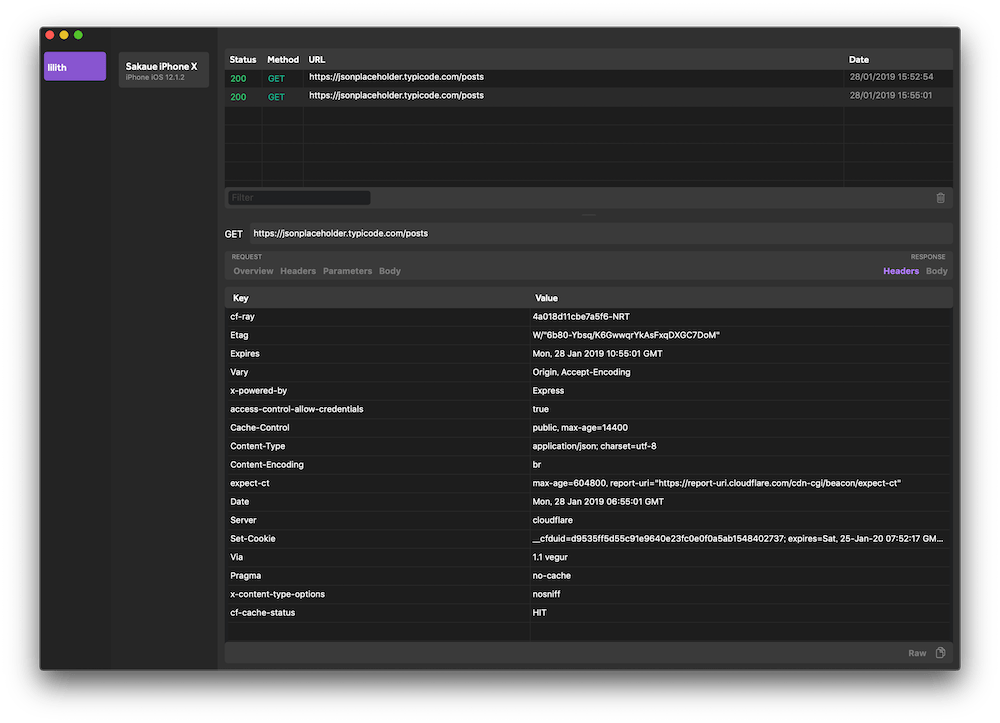 lilith
Sakaue iPhone X
iPhone iOS 12.1.2
Status Method URL Date
200 GET https://jsonplaceholder.typicode.com/posts 28/01/2019 15:52:54
200 GET https://jsonplaceholder.typicode.com/posts 28/01/2019 15:55:01
Filter
GET https://jsonplaceholder.typicode.com/posts
REQUEST RESPONSE
Overview Headers Parameters Body Headers Body
Key Value
cf-ray 4a018d11cbe7a5f6-NRT
Etag W/"6b80-Ybsq/K6GwwqrYkAsFxqDXGC7DoM"
Expires Mon, 28 Jan 2019 10:55:01 GMT
Vary Origin, Accept-Encoding
x-powered-by Express
access-control-allow-credentials true
Cache-Control public, max-age=14400
Content-Type application/json; charset=utf-8
Content-Encoding br
expect-ct max-age=604800, report-uri="https://report-uri.cloudflare.com/cdn-cgi/beacon/expect-ct"
Date Mon, 28 Jan 2019 06:55:01 GMT
Server cloudflare
Set-Cookie __cfduid=d9535ff5d55c91e9640e23fc0e0f0a5ab1548402737; expires=Sat, 25-Jan-20 07:52:17 GM...
Via 1.1 vegur
Pragma no-cache
x-content-type-options nosniff
cf-cache-status HIT
Raw